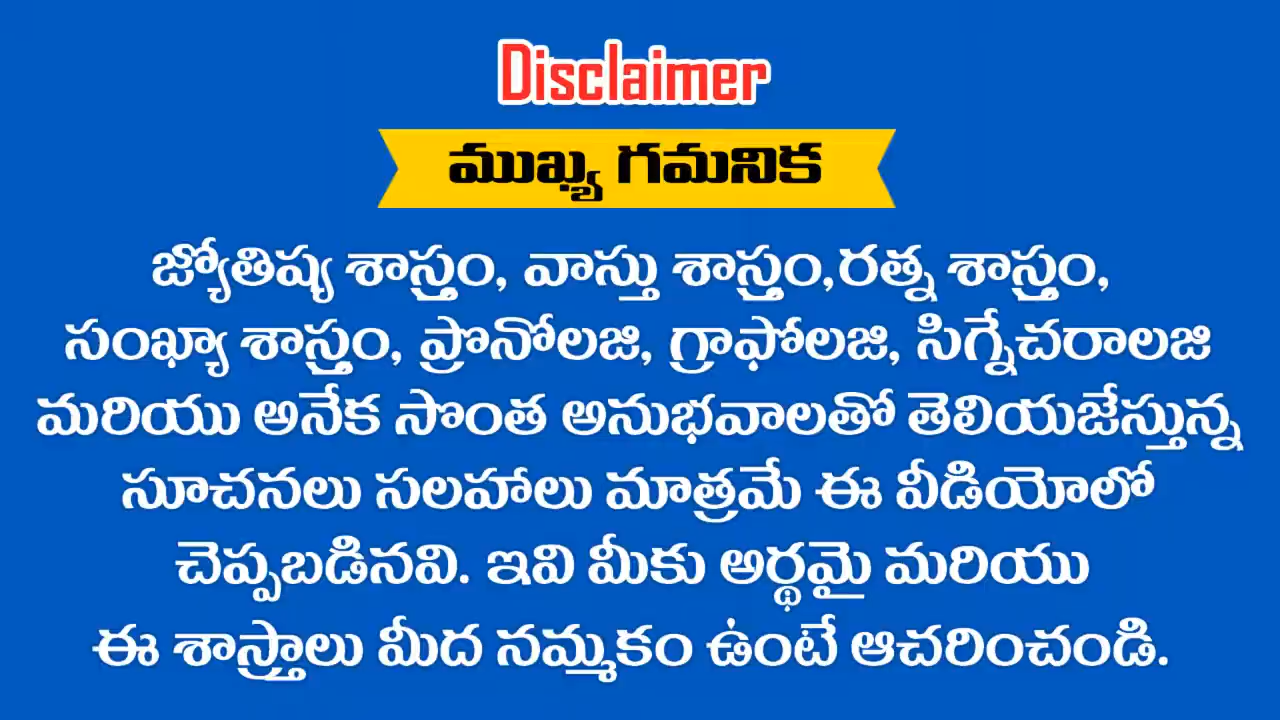 Disclaimer
ముఖ్య గమనిక
జ్యోతిష్య శాస్త్రం, వాస్తు శాస్త్రం,రత్న శాస్త్రం,
సంఖ్యా శాస్త్రం, ప్రొనోలజి, గ్రాఫోలజి, సిగ్నేచరాలజి
మరియు అనేక సొంత అనుభవాలతో తెలియజేస్తున్న
సూచనలు సలహాలు మాత్రమే ఈ వీడియోలో
చెప్పబడినవి. ఇవి మీకు అర్థమై మరియు
ఈ శాస్త్రాలు మీద నమ్మకం ఉంటే ఆచరించండి.